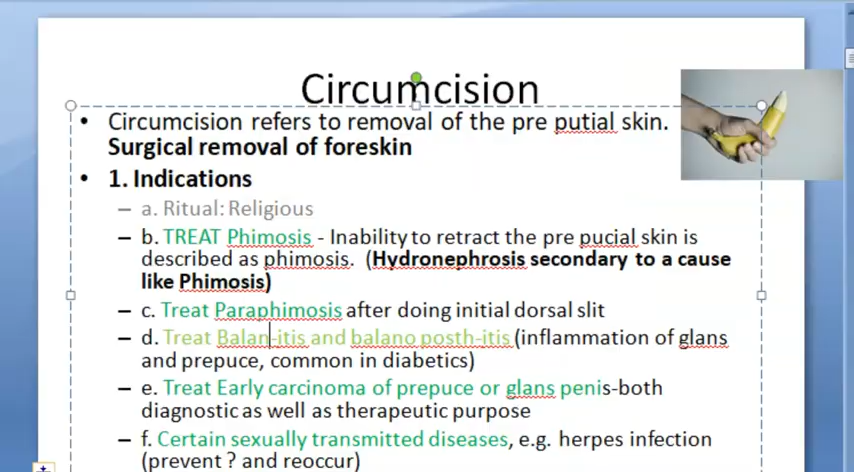 Circumcision
• Circumcision refers to removal of the pre putial skin.
Surgical removal of foreskin
• 1. Indications
– a. Ritual: Religious
– b. TREAT Phimosis - Inability to retract the pre pucial skin is
described as phimosis. (Hydronephrosis secondary to a cause
like Phimosis)
– c. Treat Paraphimosis after doing initial dorsal slit
– d. Treat Balan-itis and balano posth-itis (inflammation of glans
and prepuce, common in diabetics)
– e. Treat Early carcinoma of prepuce or glans penis-both
diagnostic as well as therapeutic purpose
– f. Certain sexually transmitted diseases, e.g. herpes infection
(prevent ? and reoccur)